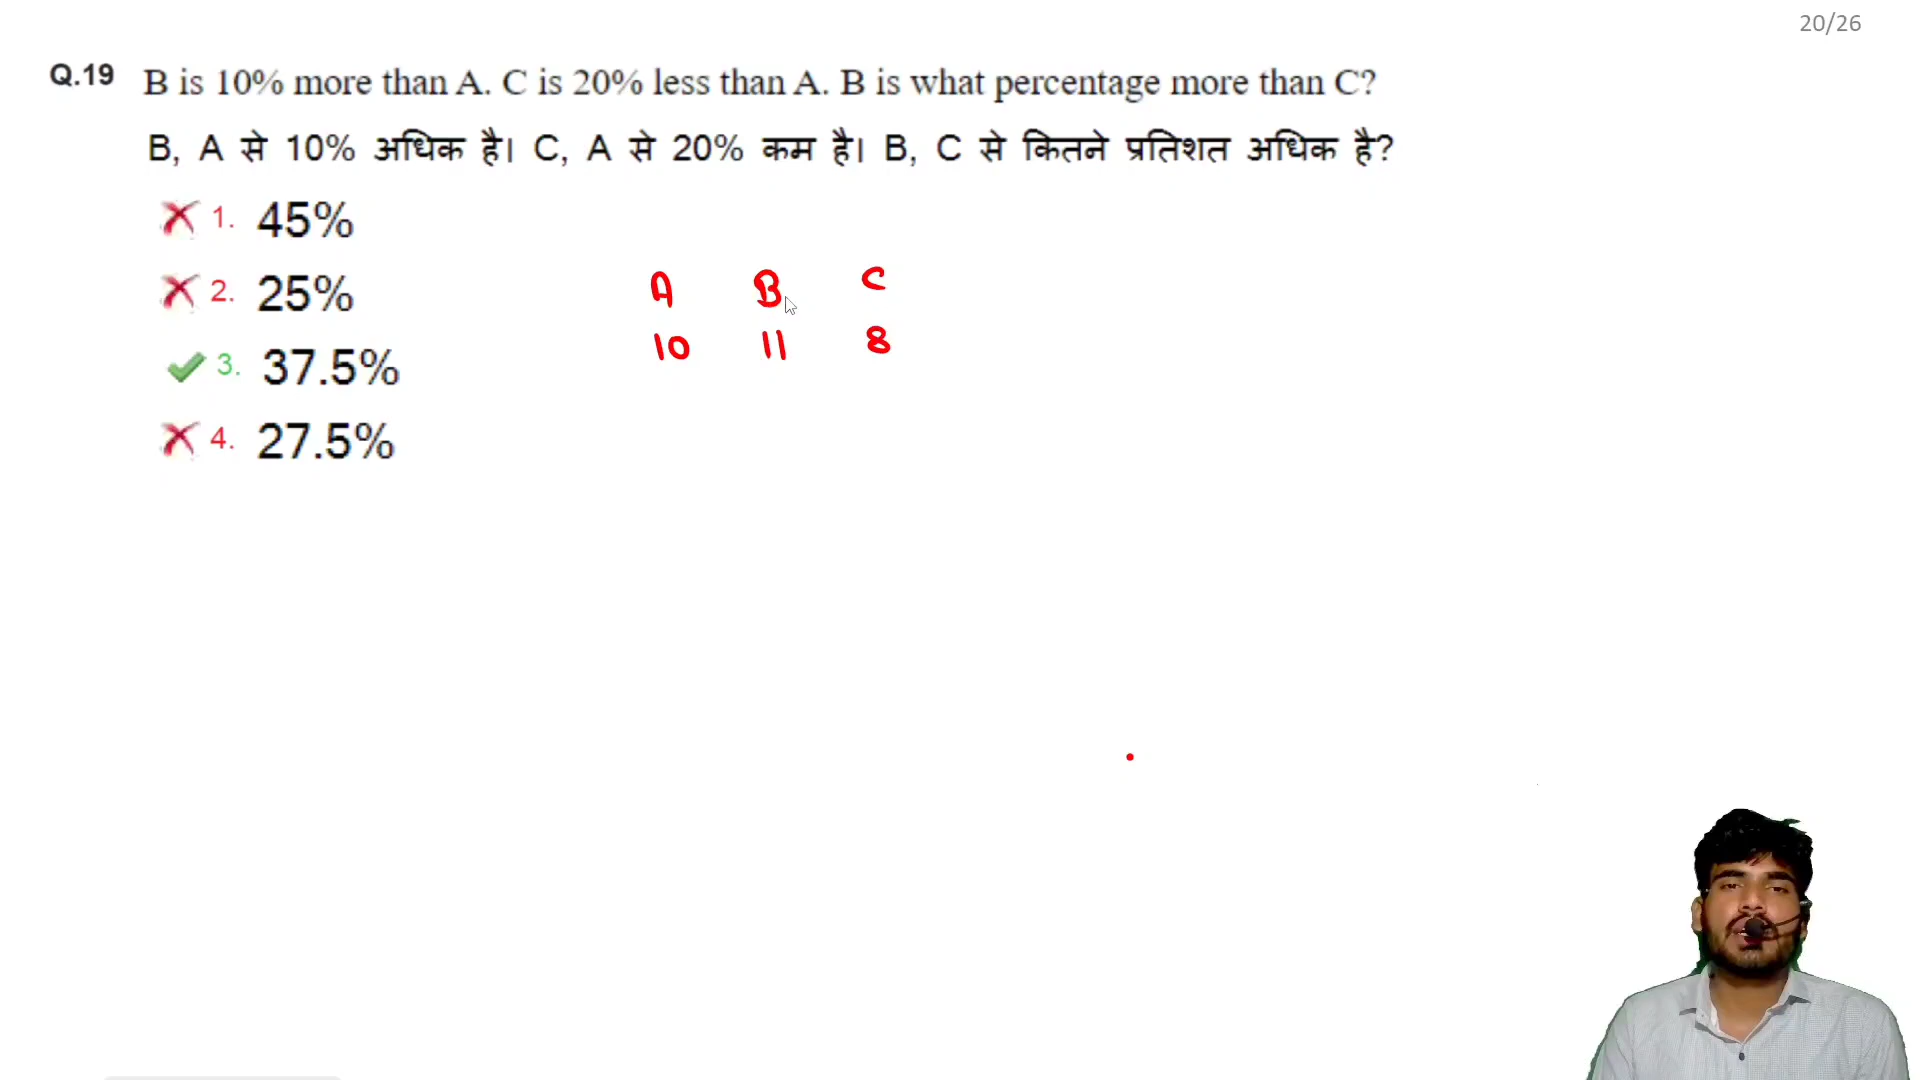 20/26
Q.19 B is 10% more than A. C is 20% less than A. B is what percentage more than C?
B, A से 10% अधिक है। C, A से 20% कम है। B, C से कितने प्रतिशत अधिक है?
1. 45%
2. 25%
3. 37.5%
4. 27.5%
A B C
10 11 8